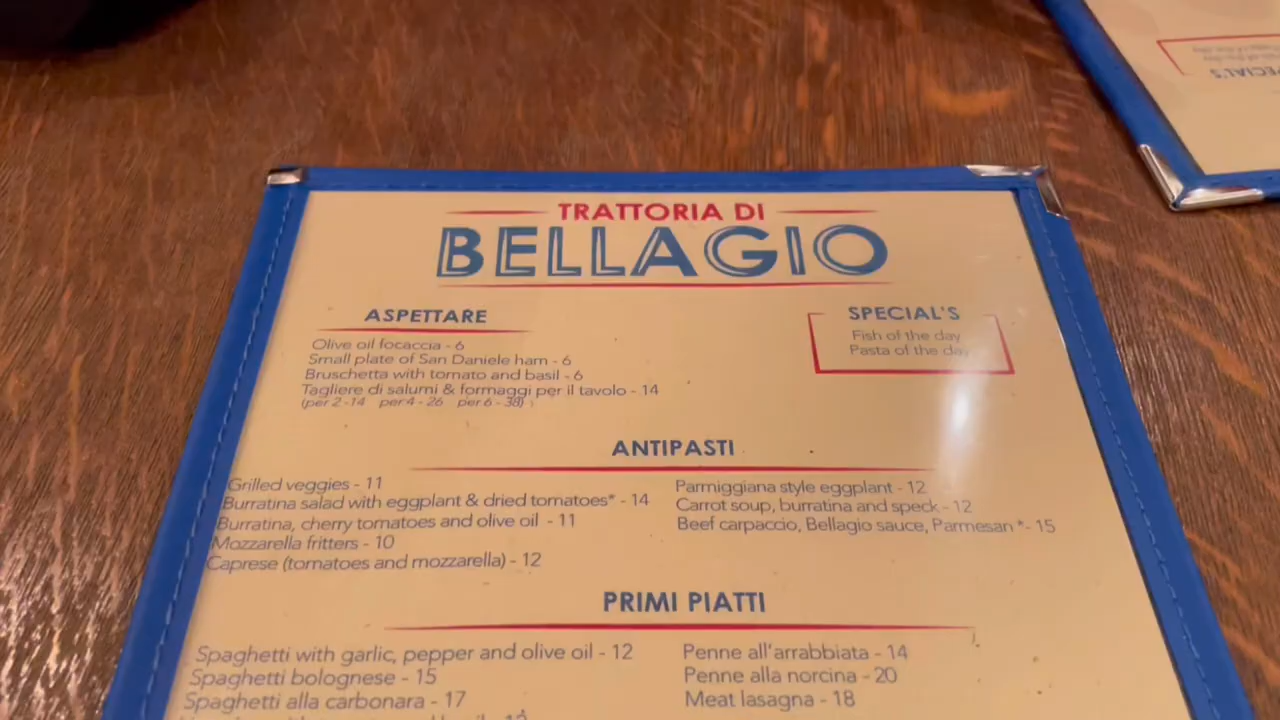 TRATTORIA DI
BELLAGIO
ASPETTARE
Olive oil focaccia - 6
Small plate of San Daniele ham - 6
Bruschetta with tomato and basil - 6
Tagliere di salumi & formaggi per il tavolo - 14
(per 2 -14 per 4 - 26 per 6 - 38)
SPECIAL'S
Fish of the day
Pasta of the day
ANTIPASTI
Grilled veggies - 11
Burratina salad with eggplant & dried tomatoes* - 14
Burratina, cherry tomatoes and olive oil - 11
Mozzarella fritters - 10
Caprese (tomatoes and mozzarella) - 12
Parmiggiana style eggplant - 12
Carrot soup, burratina and speck - 12
Beef carpaccio, Bellagio sauce, Parmesan *- 15
PRIMI PIATTI
Spaghetti with garlic, pepper and olive oil - 12
Spaghetti bolognese - 15
Spaghetti alla carbonara - 17
Penne all'arrabbiata - 14
Penne alla norcina - 20
Meat lasagna - 18